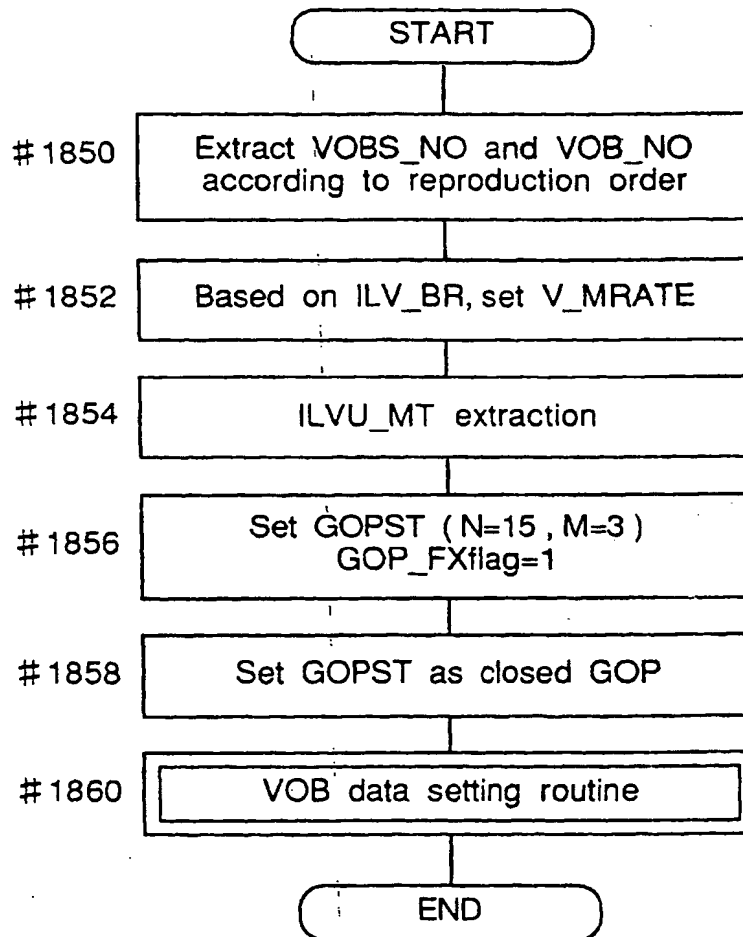 START
#1850
Extract VOBS_NO and VOB_NO
according to reproduction order
#1852
Based on ILV_BR, set V_MRATE
#1854
ILVU_MT extraction
#1856
Set GOPST (N=15, M=3)
GOP_FXflag=1
#1858
Set GOPST as closed GOP
#1860
VOB data setting routine
END